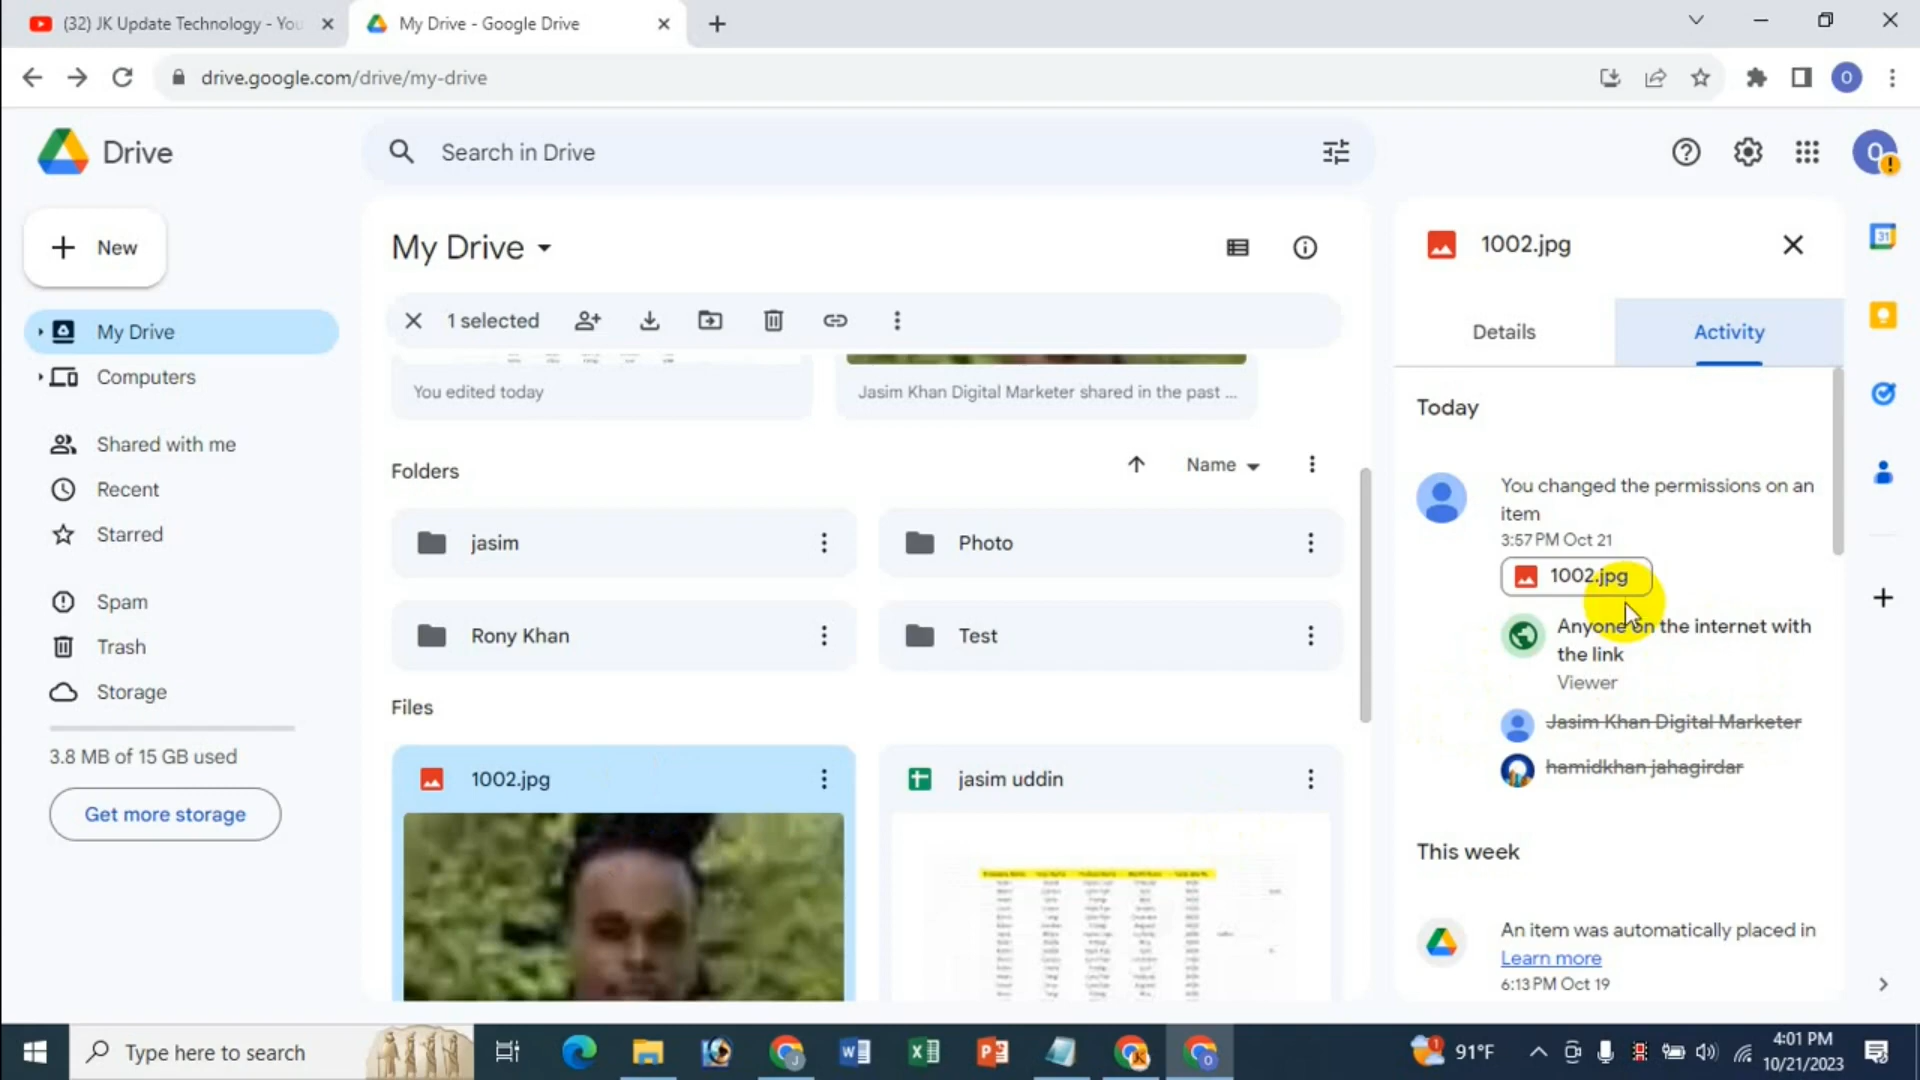 (32) JK Update Technology - You
My Drive - Google Drive
drive.google.com/drive/my-drive
O
Drive
Search in Drive
O
New
My Drive
1002.jpg
31
1 selected
Details
Activity
My Drive
Computers
Shared with me
Recent
Starred
Spam
Trash
Storage
3.8 MB of 15 GB used
Get more storage
You edited today
Jasim Khan Digital Marketer shared in the past ...
Folders
Name
jasim
Photo
Rony Khan
Test
Files
1002.jpg
jasim uddin
Today
You changed the permissions on an
item
3:57 PM Oct 21
1002.jpg
Anyone on the internet with
the link
Viewer
Jasim Khan Digital Marketer
hamidkhan jahagirdar
This week
An item was automatically placed in
Learn more
6:13 PM Oct 19
Type here to search
91°F
4:01 PM
10/21/2023